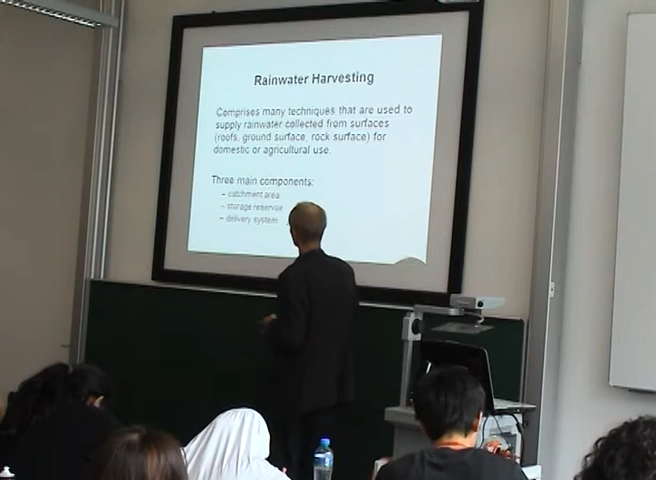 Rainwater Harvesting
Comprises many techniques that are used to
supply rainwater collected from surfaces
(roofs, ground surface, rock surface) for
domestic or agricultural use.
Three main components:
– catchment area
– storage reservoir
– delivery system